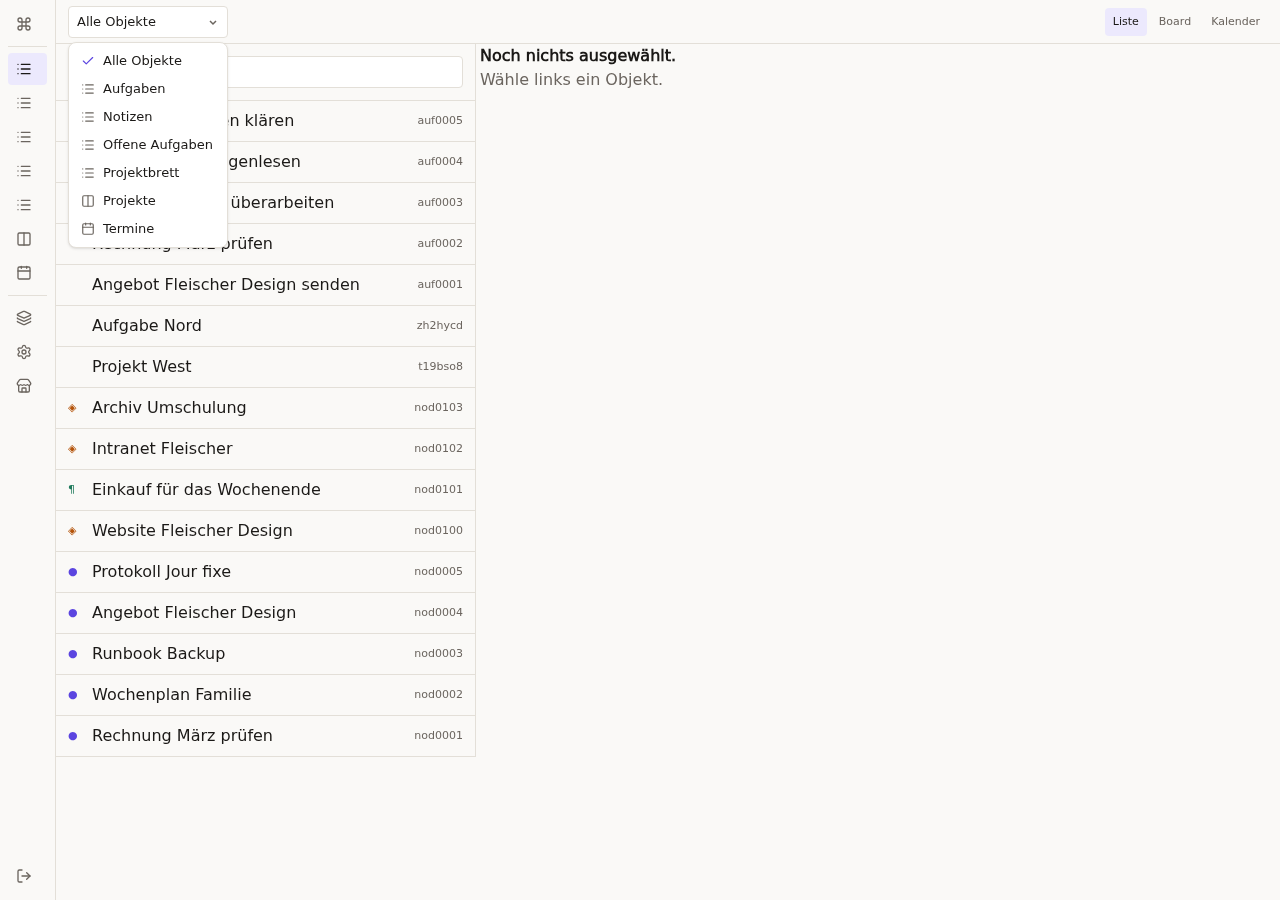 Alle Objekte
Liste
Board
Kalender
Alle Objekte
Aufgaben
Notizen
Offene Aufgaben
Projektbrett
Projekte
Termine
Noch nichts ausgewählt.
Wähle links ein Objekt.
klären auf0005
auf0004
überarbeiten auf0003
prüfen auf0002
Angebot Fleischer Design senden auf0001
Aufgabe Nord zh2hycd
Projekt West t19bso8
Archiv Umschulung nod0103
Intranet Fleischer nod0102
¶ Einkauf für das Wochenende nod0101
Website Fleischer Design nod0100
Protokoll Jour fixe nod0005
Angebot Fleischer Design nod0004
Runbook Backup nod0003
Wochenplan Familie nod0002
Rechnung März prüfen nod0001